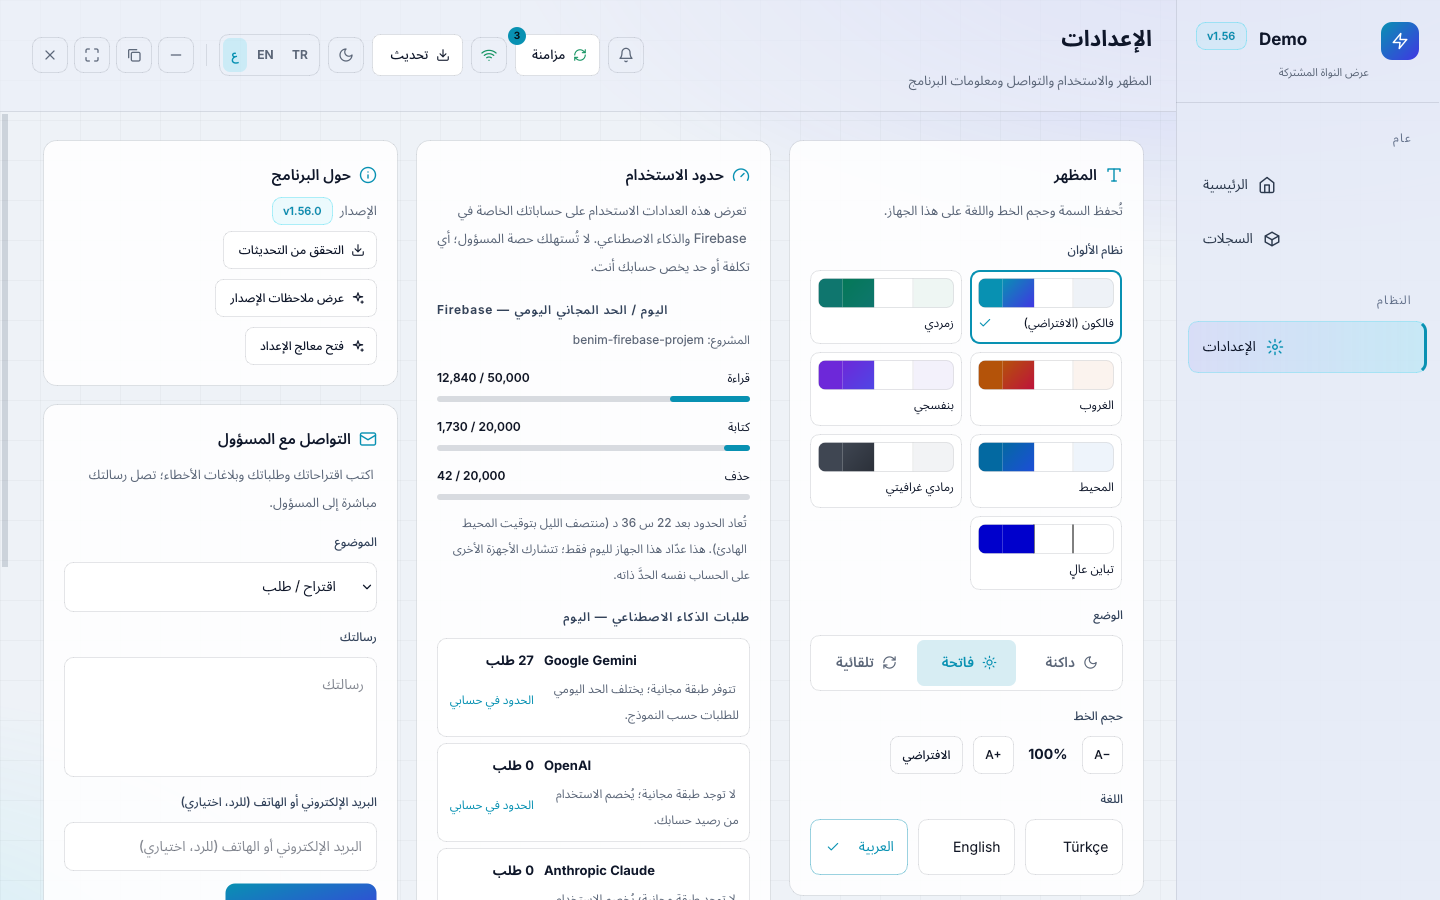 Demo
v1.56
عرض النواة المشتركة
عام
الرئيسية
السجلات
النظام
الإعدادات
الإعدادات
المظهر والاستخدام والتواصل ومعلومات البرنامج
مزامنة
3
تحديث
TR
EN
ع
المظهر
تُحفظ السمة وحجم الخط واللغة على هذا الجهاز.
نظام الألوان
فالكون (الافتراضي)
زمردي
الغروب
بنفسجي
المحيط
رمادي غرافيتي
تباين عالٍ
الوضع
داكنة
فاتحة
تلقائية
حجم الخط
A−
100%
A+
الافتراضي
اللغة
Türkçe
English
العربية
حدود الاستخدام
تعرض هذه العدادات الاستخدام على حساباتك الخاصة في
Firebase والذكاء الاصطناعي. لا تُستهلك حصة المسؤول؛ أي
تكلفة أو حد يخص حسابك أنت.
Firebase — اليوم / الحد المجاني اليومي
المشروع: benim-firebase-projem
قراءة
12,840 / 50,000
كتابة
1,730 / 20,000
حذف
42 / 20,000
تُعاد الحدود بعد 22 س 36 د (منتصف الليل بتوقيت المحيط
الهادئ). هذا عدّاد هذا الجهاز لليوم فقط؛ تتشارك الأجهزة الأخرى
على الحساب نفسه الحدَّ ذاته.
طلبات الذكاء الاصطناعي — اليوم
Google Gemini
27 طلب
تتوفر طبقة مجانية؛ يختلف الحد اليومي
للطلبات حسب النموذج.
الحدود في حسابي
OpenAI
0 طلب
لا توجد طبقة مجانية؛ يُخصم الاستخدام
من رصيد حسابك.
الحدود في حسابي
Anthropic Claude
0 طلب
لا توجد طبقة مجانية؛ يُخصم الاستخدام
حول البرنامج
الإصدار
v1.56.0
التحقق من التحديثات
عرض ملاحظات الإصدار
فتح معالج الإعداد
التواصل مع المسؤول
اكتب اقتراحاتك وطلباتك وبلاغات الأخطاء؛ تصل رسالتك
مباشرة إلى المسؤول.
الموضوع
اقتراح / طلب
رسالتك
رسالتك
البريد الإلكتروني أو الهاتف (للرد، اختياري)
البريد الإلكتروني أو الهاتف (للرد، اختياري)